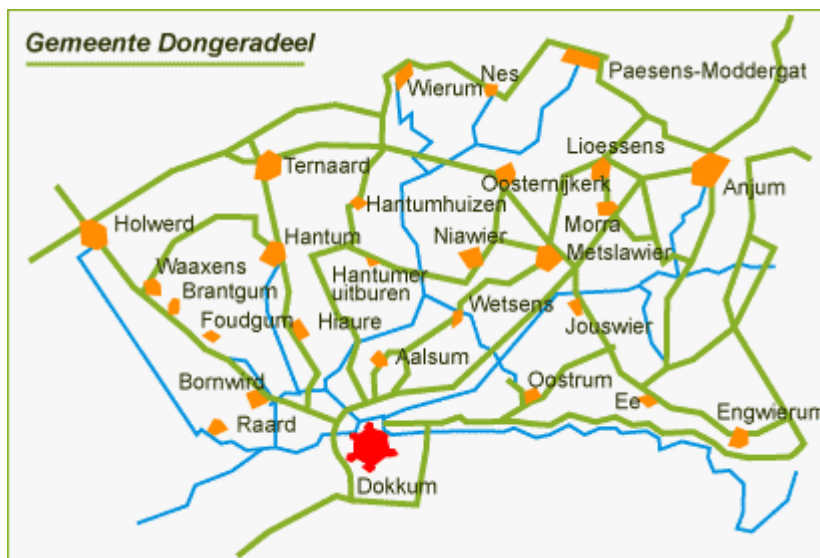 Gemeente Dongeradeel
Nes
Paesens-Moddergat
Wierum
Lioessens
Ternaard
Oosternijkerk
Anjum
Hantumhuizen
Morra
Holwerd
Hantum
Niawier
Metslawier
Waaxens
Hantumer
uitburen
Brantgum
Wetsens
Foudgum
Hiaure
Jouswier
Aalsum
Bornwird
Oostrum
Ee
Engwierum
Raard
Dokkum